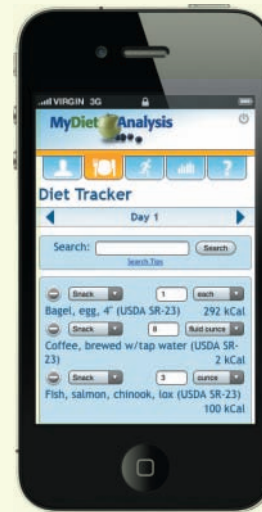 VIRGIN 3G
MyDiet Analysis
?
Diet Tracker
Day 1
Search: Search
Search Tips
Snack 1 each
Bagel, egg, 4" (USDA SR-23) 292 kCal
Snack 8 fluid ounce
Coffee, brewed w/tap water (USDA SR-
23) 2 kCal
Snack 3 ounce
Fish, salmon, chinook, lox (USDA SR-23)
100 kCal